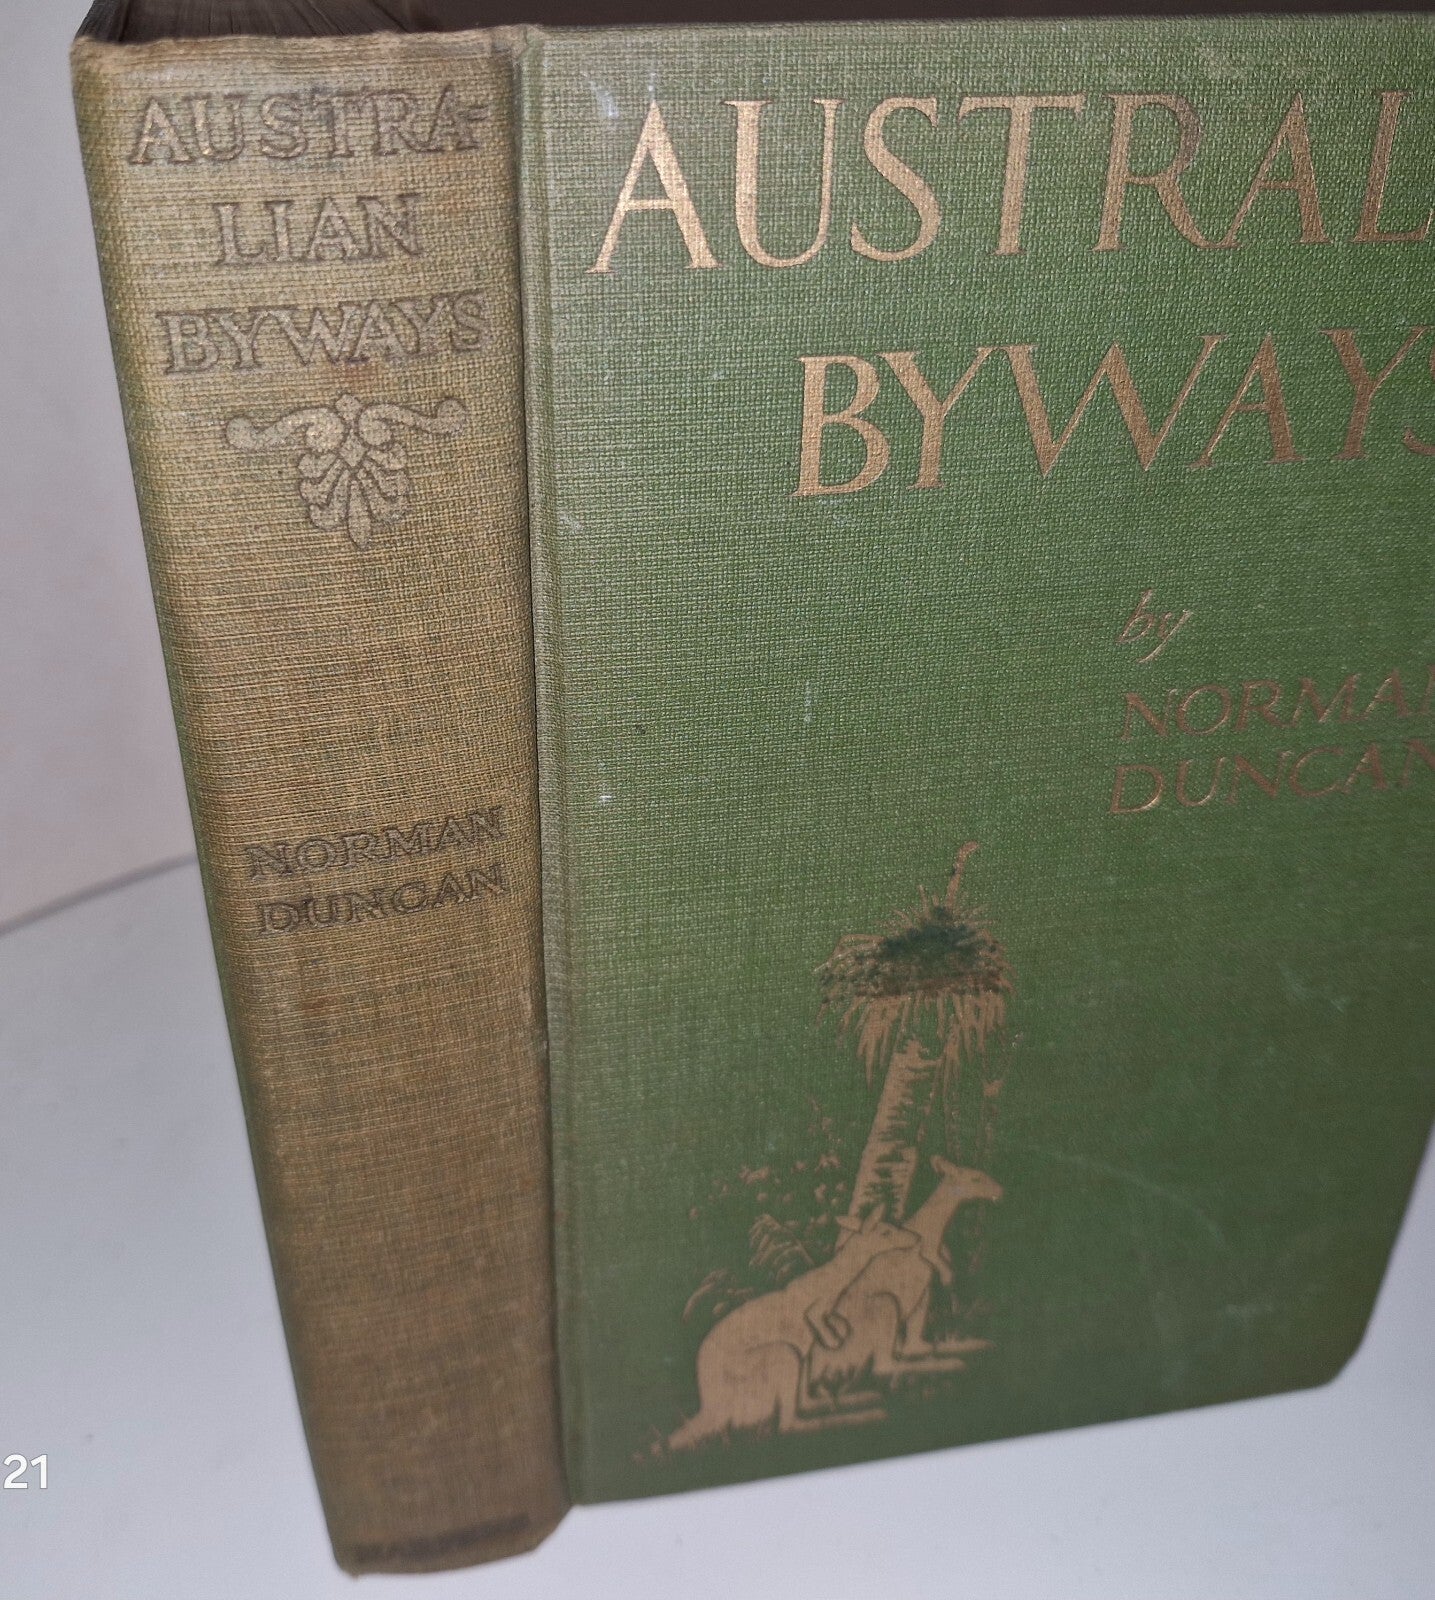 AUSTRA-
LIAN
BYWAYS
NORMAN
DUNCAN
AUSTRAL
BYWAYS
by
NORMAN
DUNCAN
21